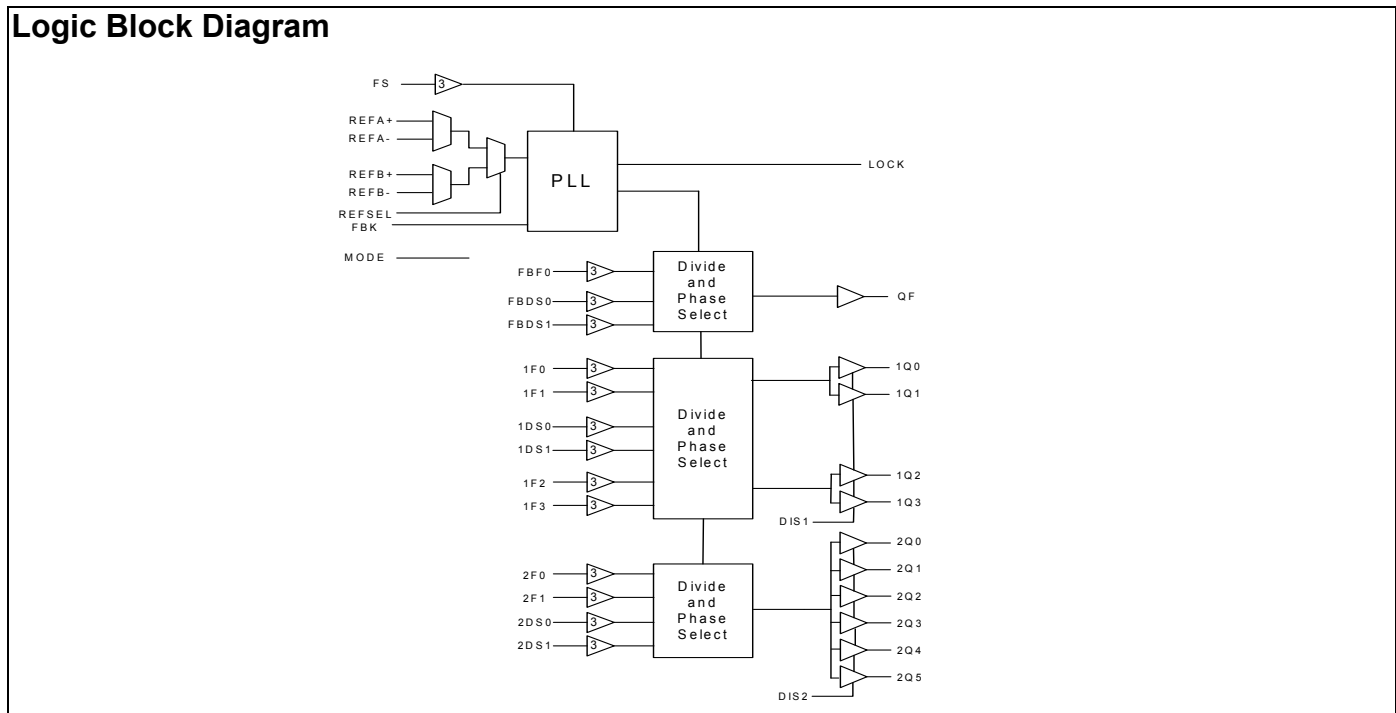 Logic Block Diagram
FS
3
REFA+
REFA-
REFB+
REFB-
REFSEL
FBK
MODE
PLL
LOCK
FBF0
3
FBDS0
3
FBDS1
3
Divide
and
Phase
Select
QF
1F0
3
1F1
3
1DS0
3
1DS1
3
1F2
3
1F3
3
Divide
and
Phase
Select
1Q0
1Q1
1Q2
1Q3
DIS1
2F0
3
2F1
3
2DS0
3
2DS1
3
Divide
and
Phase
Select
2Q0
2Q1
2Q2
2Q3
2Q4
2Q5
DIS2